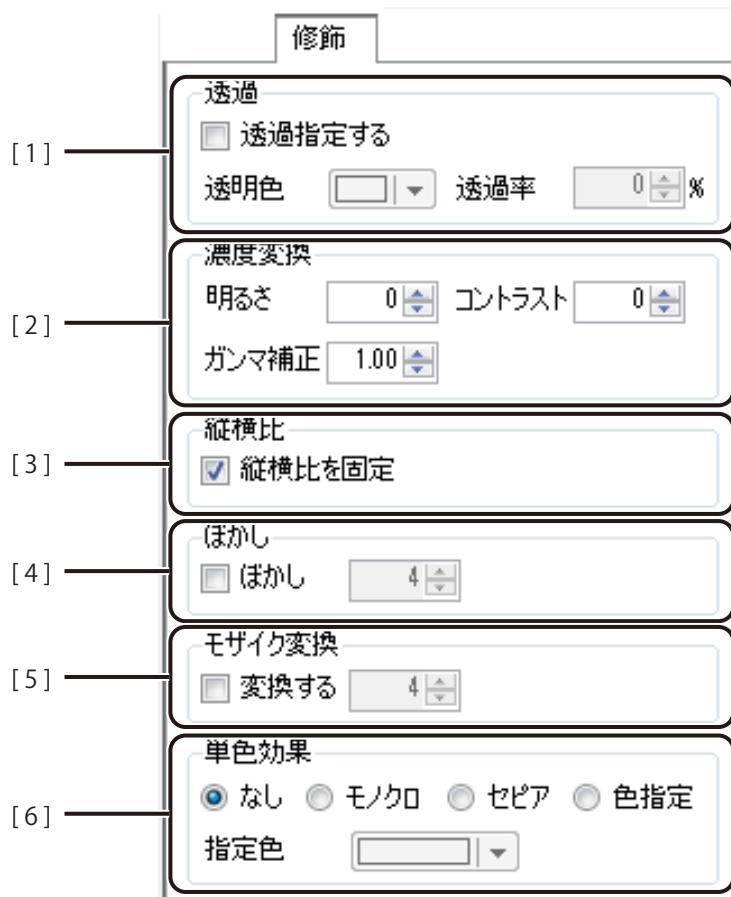 修飾
[1]
透過
透過指定する
透明色 透過率 0 %
[2]
濃度変換
明るさ 0 コントラスト 0
ガンマ補正 1.00
[3]
縦横比
縦横比を固定
[4]
ぼかし
ぼかし 4
[5]
モザイク変換
変換する 4
[6]
単色効果
なし モノクロ セピア 色指定
指定色